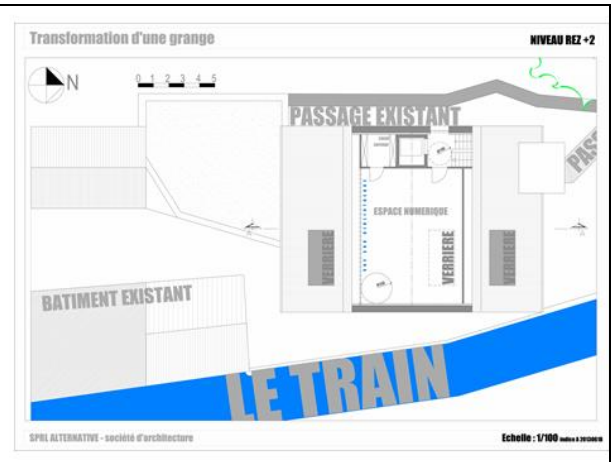 Transformation d'une grange
NIVEAU REZ +2
N
0 1 2 3 4 5
PASSAGE EXISTANT
PASS
ESPACE NUMERIQUE
VERRIERE
VERRIERE
VERRIERE
BATIMENT EXISTANT
LE TRAIN
SPRL ALTERNATIVE - société d'architecture
Echelle : 1/100